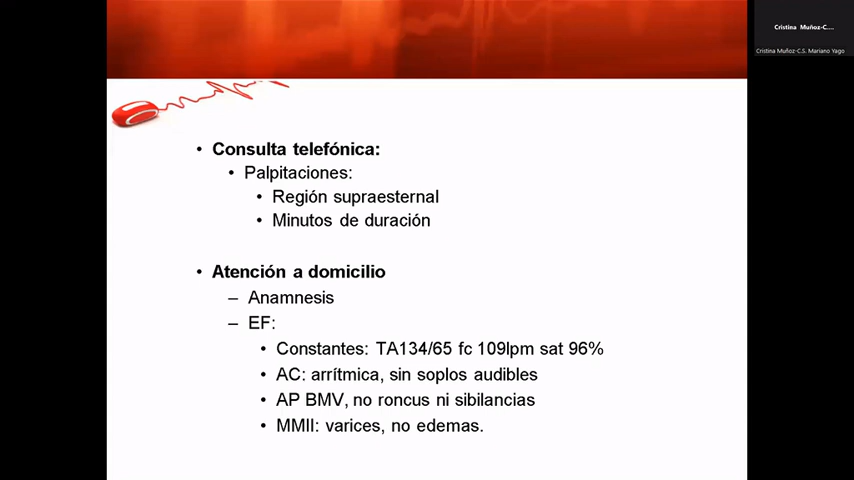 Cristina Muñoz-C....
Cristina Muñoz-C.S. Mariano Yago
• Consulta telefónica:
• Palpitaciones:
• Región supraesternal
• Minutos de duración
• Atención a domicilio
– Anamnesis
– EF:
• Constantes: TA134/65 fc 109lpm sat 96%
• AC: arrítmica, sin soplos audibles
• AP BMV, no roncus ni sibilancias
• MMII: varices, no edemas.